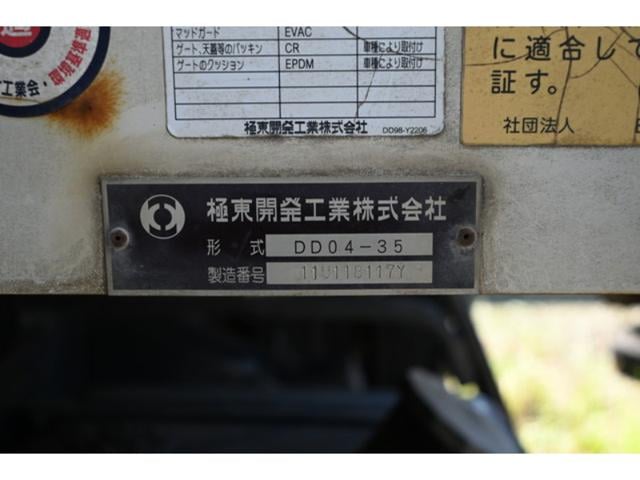 マッドガード EVAC
ゲート、天蓋等のパッキン CR 車種により取付け
ゲートのクッション EPDM 車種により取付け
極東開発工業株式会社 DD98-Y2206
に適合して
証す。
社団法人
工業会・
極東開発工業株式会社
形式 DD04-35
製造番号